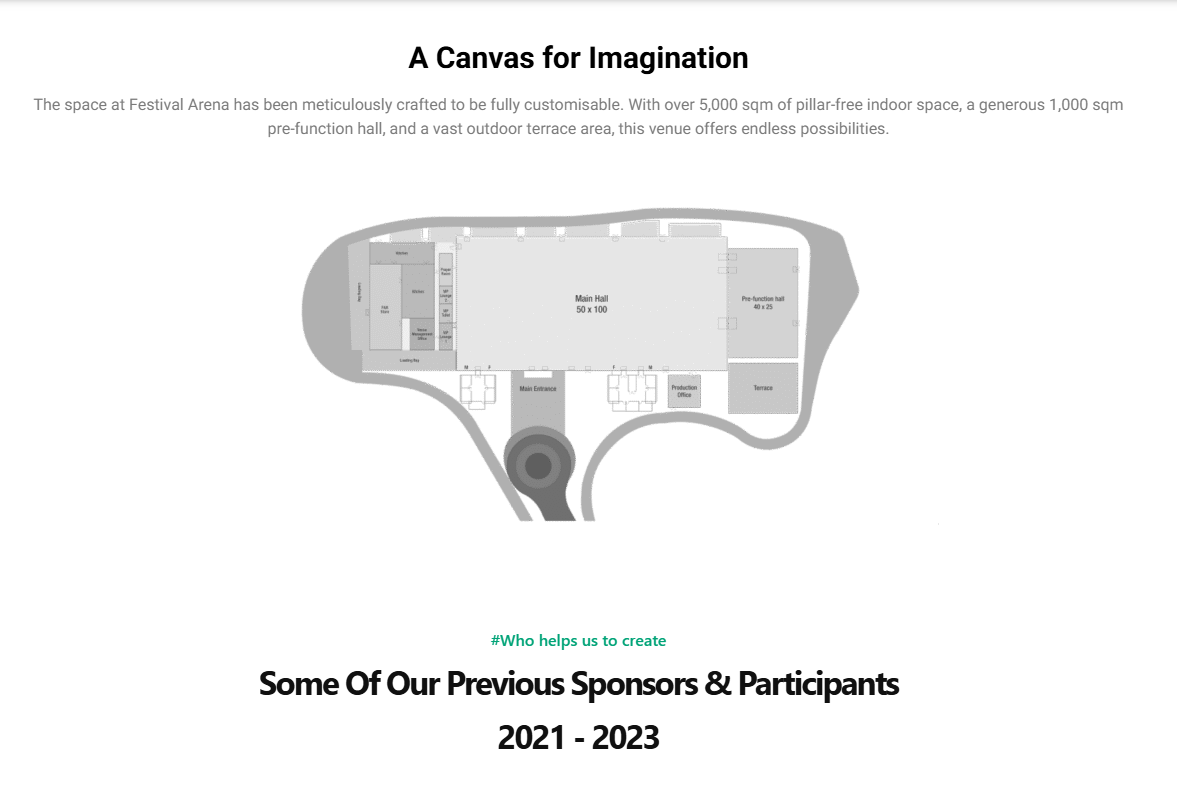 A Canvas for Imagination
The space at Festival Arena has been meticulously crafted to be fully customisable. With over 5,000 sqm of pillar-free indoor space, a generous 1,000 sqm
pre-function hall, and a vast outdoor terrace area, this venue offers endless possibilities.
Kitchen
Prayer
Room
Loading Bay
Kitchen
VIP
Lounge
2
Main Hall
50 x 100
Pre-function hall
40 x 25
Venue
Management
Office
VIP
Lounge
1
Loading Bay
M
F
F
M
Main Entrance
Production
Office
Terrace
#Who helps us to create
Some Of Our Previous Sponsors & Participants
2021 - 2023